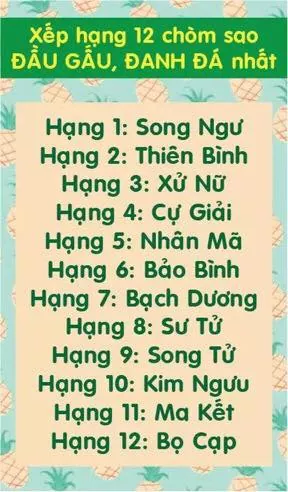 Xếp hạng 12 chòm sao
ĐẦU GẤU, ĐANH ĐÁ nhất
Hạng 1: Song Ngư
Hạng 2: Thiên Bình
Hạng 3: Xử Nữ
Hạng 4: Cự Giải
Hạng 5: Nhân Mã
Hạng 6: Bảo Bình
Hạng 7: Bạch Dương
Hạng 8: Sư Tử
Hạng 9: Song Tử
Hạng 10: Kim Ngưu
Hạng 11: Ma Kết
Hạng 12: Bọ Cạp